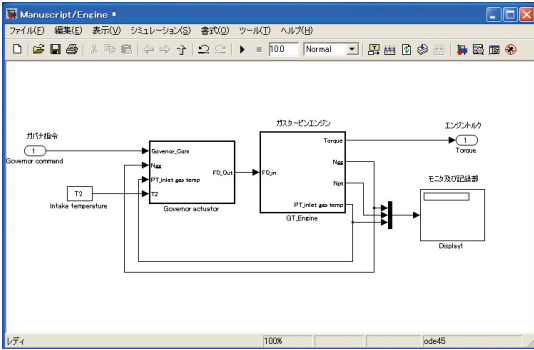 Manuscript/Engine *
ファイル(F) 編集(E) 表示(V) シミュレーション(S) 書式(O) ツール(T) ヘルプ(H)
10.0 Normal
ガバナ指令
1
Governor command
T2
Intake temperature
Governor_Com
Ngg
PT_inlet gas temp
T2
FO_Out
Governor actuator
ガスタービンエンジン
FO_in
Torque
Ngg
Npt
PT_inlet gas temp
GT_Engine
エンジントルク
1
Torque
モニタ及び記録部
Display1
レディ 100% ode45